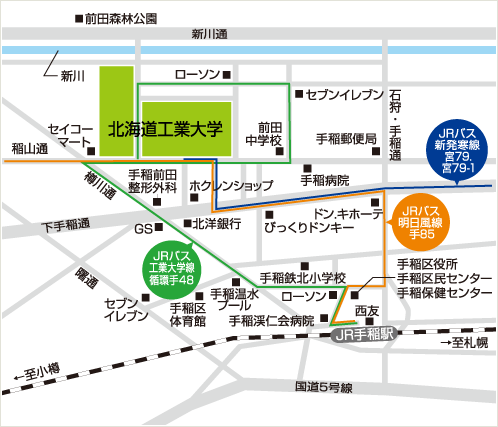 ■前田森林公園
新川通
新川
ローソン
セブンイレブン
石狩・手稲通
北海道工業大学
セイコー
マート
前田
中学校
手稲郵便局
JRバス
新発寒線
宮79.
宮79-1
稲山通
樽川通
手稲前田
整形外科
ホクレンショップ
手稲病院
ドン.キホーテ
JRバス
明日風線
手85
下手稲通
GS
北洋銀行
びっくりドンキー
JRバス
工業大学線
循環手48
手稲区役所
手稲区民センター
手稲保健センター
手稲鉄北小学校
曙通
セブン
イレブン
手稲区
体育館
手稲温水
プール
ローソン
手稲渓仁会病院
西友
JR手稲駅
→至札幌
←至小樽
国道5号線